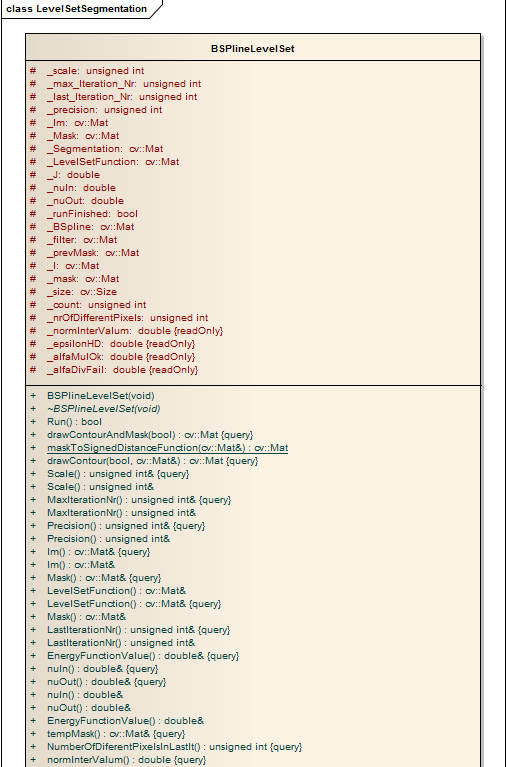 class LevelSetSegmentation
BSPlineLevelSet
# _scale: unsigned int
# _max_Iteration_Nr: unsigned int
# _last_Iteration_Nr: unsigned int
# _precision: unsigned int
# _Im: cv::Mat
# _Mask: cv::Mat
# _Segmentation: cv::Mat
# _LevelSetFunction: cv::Mat
# _J: double
# _nuIn: double
# _nuOut: double
# _runFinished: bool
# _BSpline: cv::Mat
# _filter: cv::Mat
# _prevMask: cv::Mat
# _I: cv::Mat
# _mask: cv::Mat
# _size: cv::Size
# _count: unsigned int
# _nrOfDifferentPixels: unsigned int
# _normInterValum: double {readOnly}
# _epsilonHD: double {readOnly}
# _alfaMulOk: double {readOnly}
# _alfaDivFail: double {readOnly}
+ BSPlineLevelSet(void)
+ ~BSPlineLevelSet(void)
+ Run() : bool
+ drawContourAndMask(bool) : cv::Mat {query}
+ maskToSignedDistanceFunction(cv::Mat&) : cv::Mat
+ drawContour(bool, cv::Mat&) : cv::Mat {query}
+ Scale() : unsigned int& {query}
+ Scale() : unsigned int&
+ MaxIterationNr() : unsigned int& {query}
+ MaxIterationNr() : unsigned int&
+ Precision() : unsigned int& {query}
+ Precision() : unsigned int&
+ Im() : cv::Mat& {query}
+ Im() : cv::Mat&
+ Mask() : cv::Mat& {query}
+ LevelSetFunction() : cv::Mat&
+ LevelSetFunction() : cv::Mat& {query}
+ Mask() : cv::Mat&
+ LastIterationNr() : unsigned int& {query}
+ LastIterationNr() : unsigned int&
+ EnergyFunctionValue() : double& {query}
+ nuIn() : double& {query}
+ nuOut() : double& {query}
+ nuIn() : double&
+ nuOut() : double&
+ EnergyFunctionValue() : double&
+ tempMask() : cv::Mat& {query}
+ NumberOfDiferentPixelsInLastIt() : unsigned int {query}
+ normInterValum() : double {query}